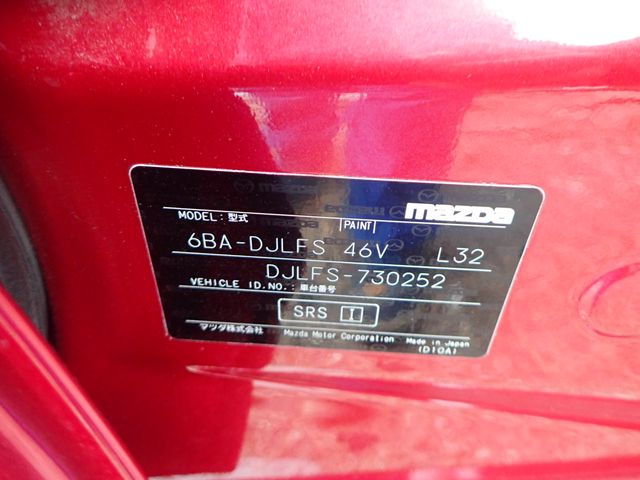 mazda
MODEL:型式 PAINT
6BA-DJLFS 46V L32
DJLFS-730252
VEHICLE ID.NO.:車台番号
SRS I
マツダ株式会社 Mazda Motor Corporation Made in Japan
(D10A)